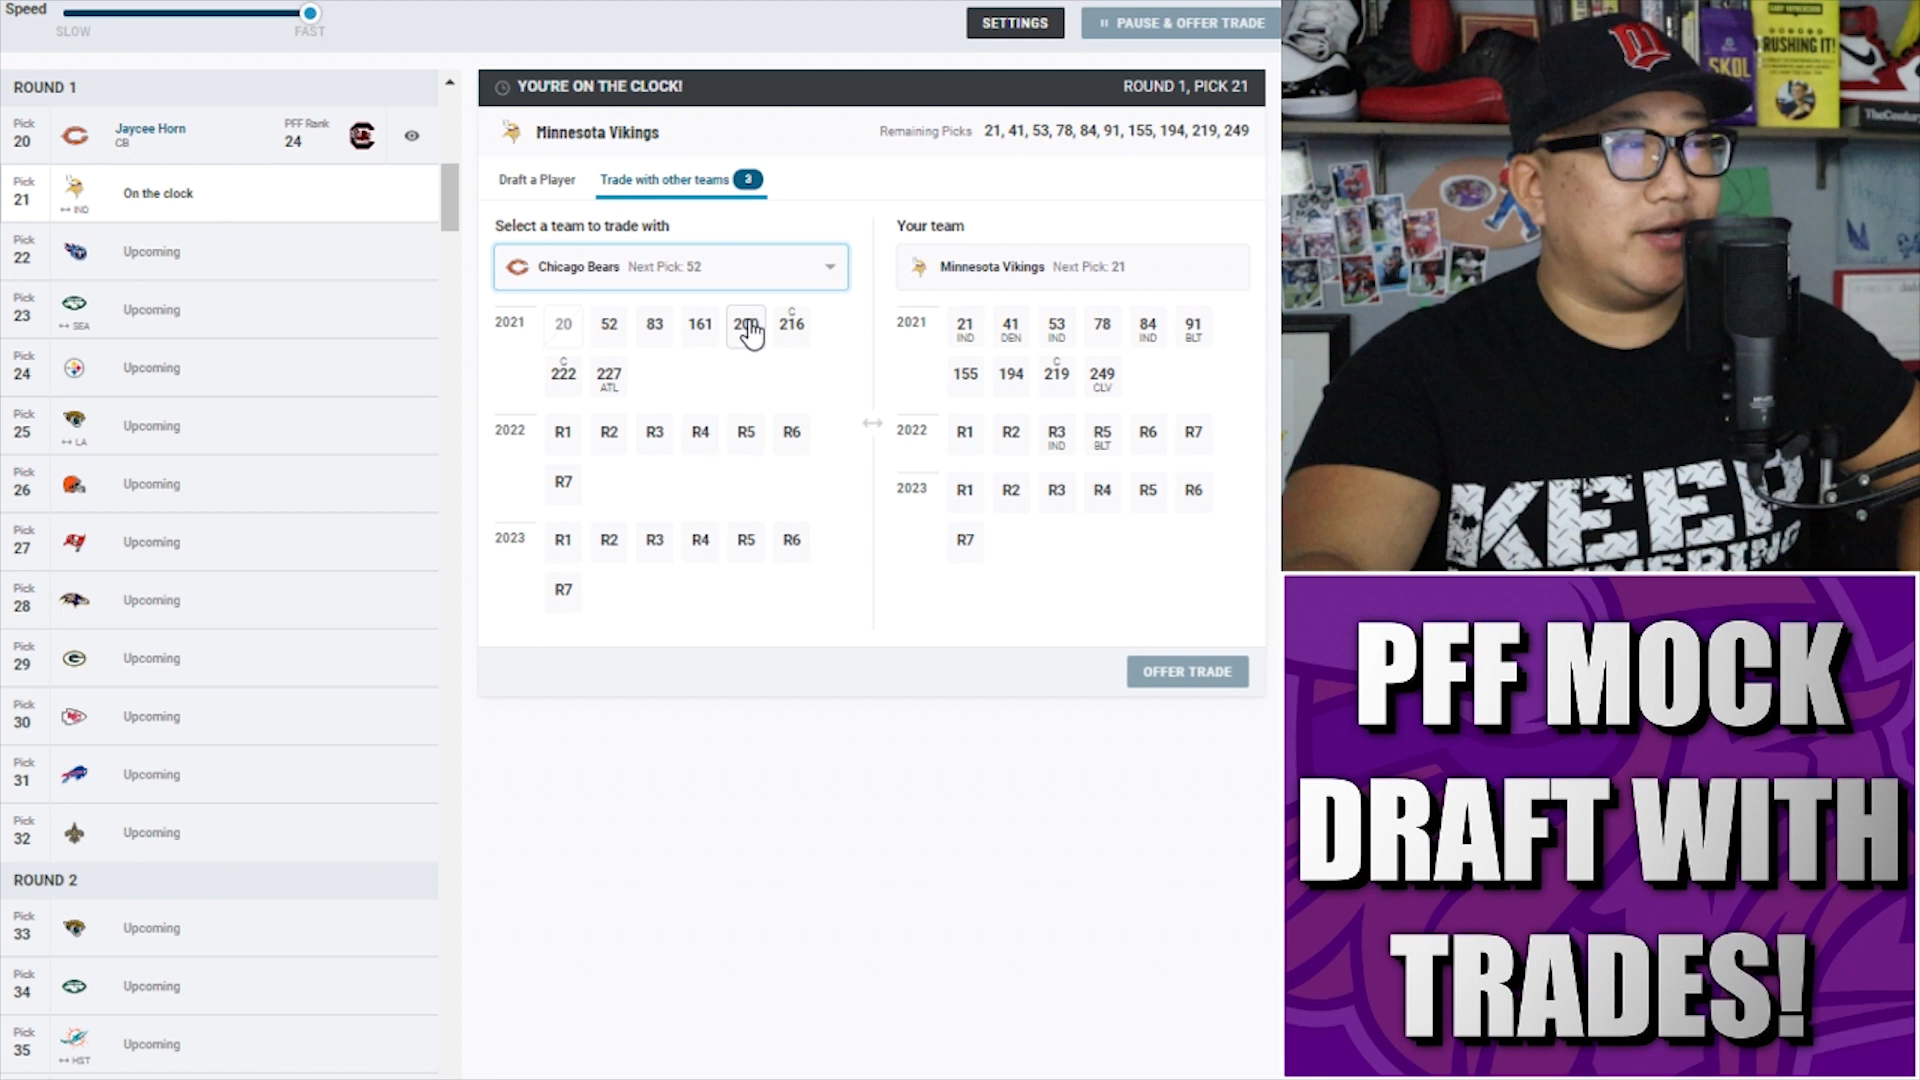 Speed
SLOW
FAST
SETTINGS
PAUSE & OFFER TRADE
ROUND 1
Pick 20
Jaycee Horn
CB
PFF Rank
24
Pick 21
IND
On the clock
Pick 22
Upcoming
Pick 23
SEA
Upcoming
Pick 24
Upcoming
Pick 25
LA
Upcoming
Pick 26
Upcoming
Pick 27
Upcoming
Pick 28
Upcoming
Pick 29
Upcoming
Pick 30
Upcoming
Pick 31
Upcoming
Pick 32
Upcoming
ROUND 2
Pick 33
Upcoming
Pick 34
Upcoming
Pick 35
HST
Upcoming
YOU'RE ON THE CLOCK!
ROUND 1, PICK 21
Minnesota Vikings
Remaining Picks 21, 41, 53, 78, 84, 91, 155, 194, 219, 249
Draft a Player
Trade with other teams 3
Select a team to trade with
Chicago Bears Next Pick: 52
2021 20 52 83 161 C 216
C 222 227 ATL
2022 R1 R2 R3 R4 R5 R6
R7
2023 R1 R2 R3 R4 R5 R6
R7
Your team
Minnesota Vikings Next Pick: 21
2021 21 IND 41 DEN 53 IND 78 84 IND 91 BLT
155 194 C 219 249 CLV
2022 R1 R2 R3 IND R5 BLT R6 R7
2023 R1 R2 R3 R4 R5 R6
R7
OFFER TRADE
SKOL
RUSHING IT!
TheCentury
KEEP
PFF MOCK
DRAFT WITH
TRADES!